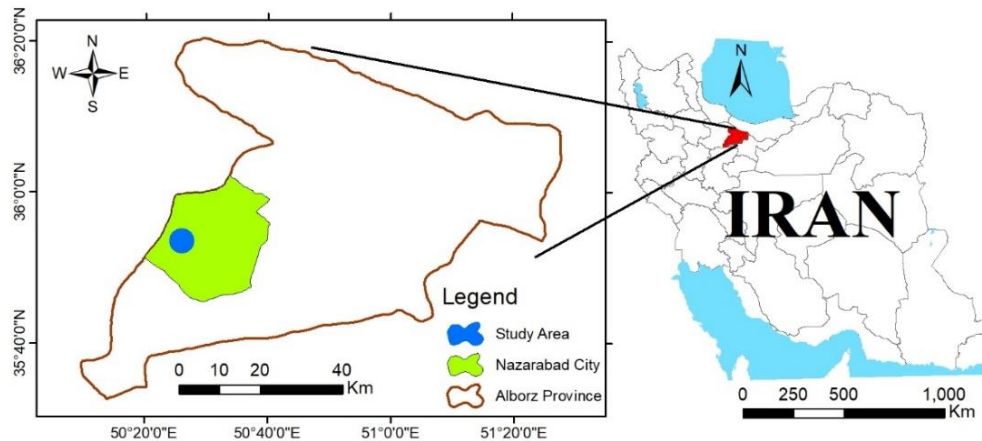 36°20'0"N
36°0'0"N
35°40'0"N
N
W E
S
Legend
Study Area
Nazarabad City
Alborz Province
0 10 20 40
Km
50°20'0"E 50°40'0"E 51°0'0"E 51°20'0"E
N
IRAN
0 250 500 1,000
Km